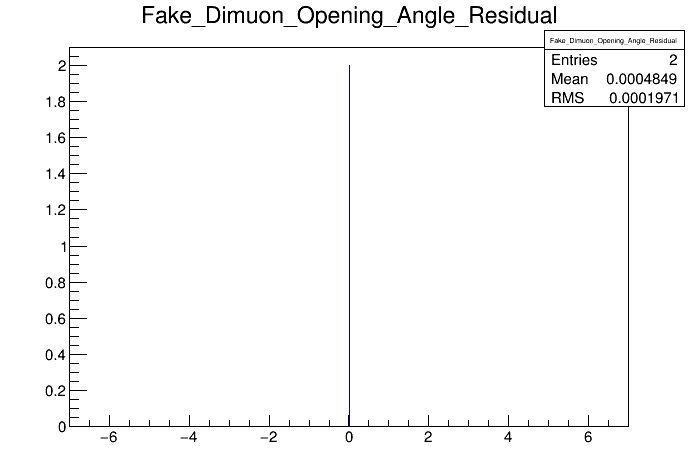 Fake_Dimuon_Opening_Angle_Residual
Fake_Dimuon_Opening_Angle_Residual
Entries 2
Mean 0.0004849
RMS 0.0001971
2
1.8
1.6
1.4
1.2
1
0.8
0.6
0.4
0.2
0
−6 −4 −2 0 2 4 6